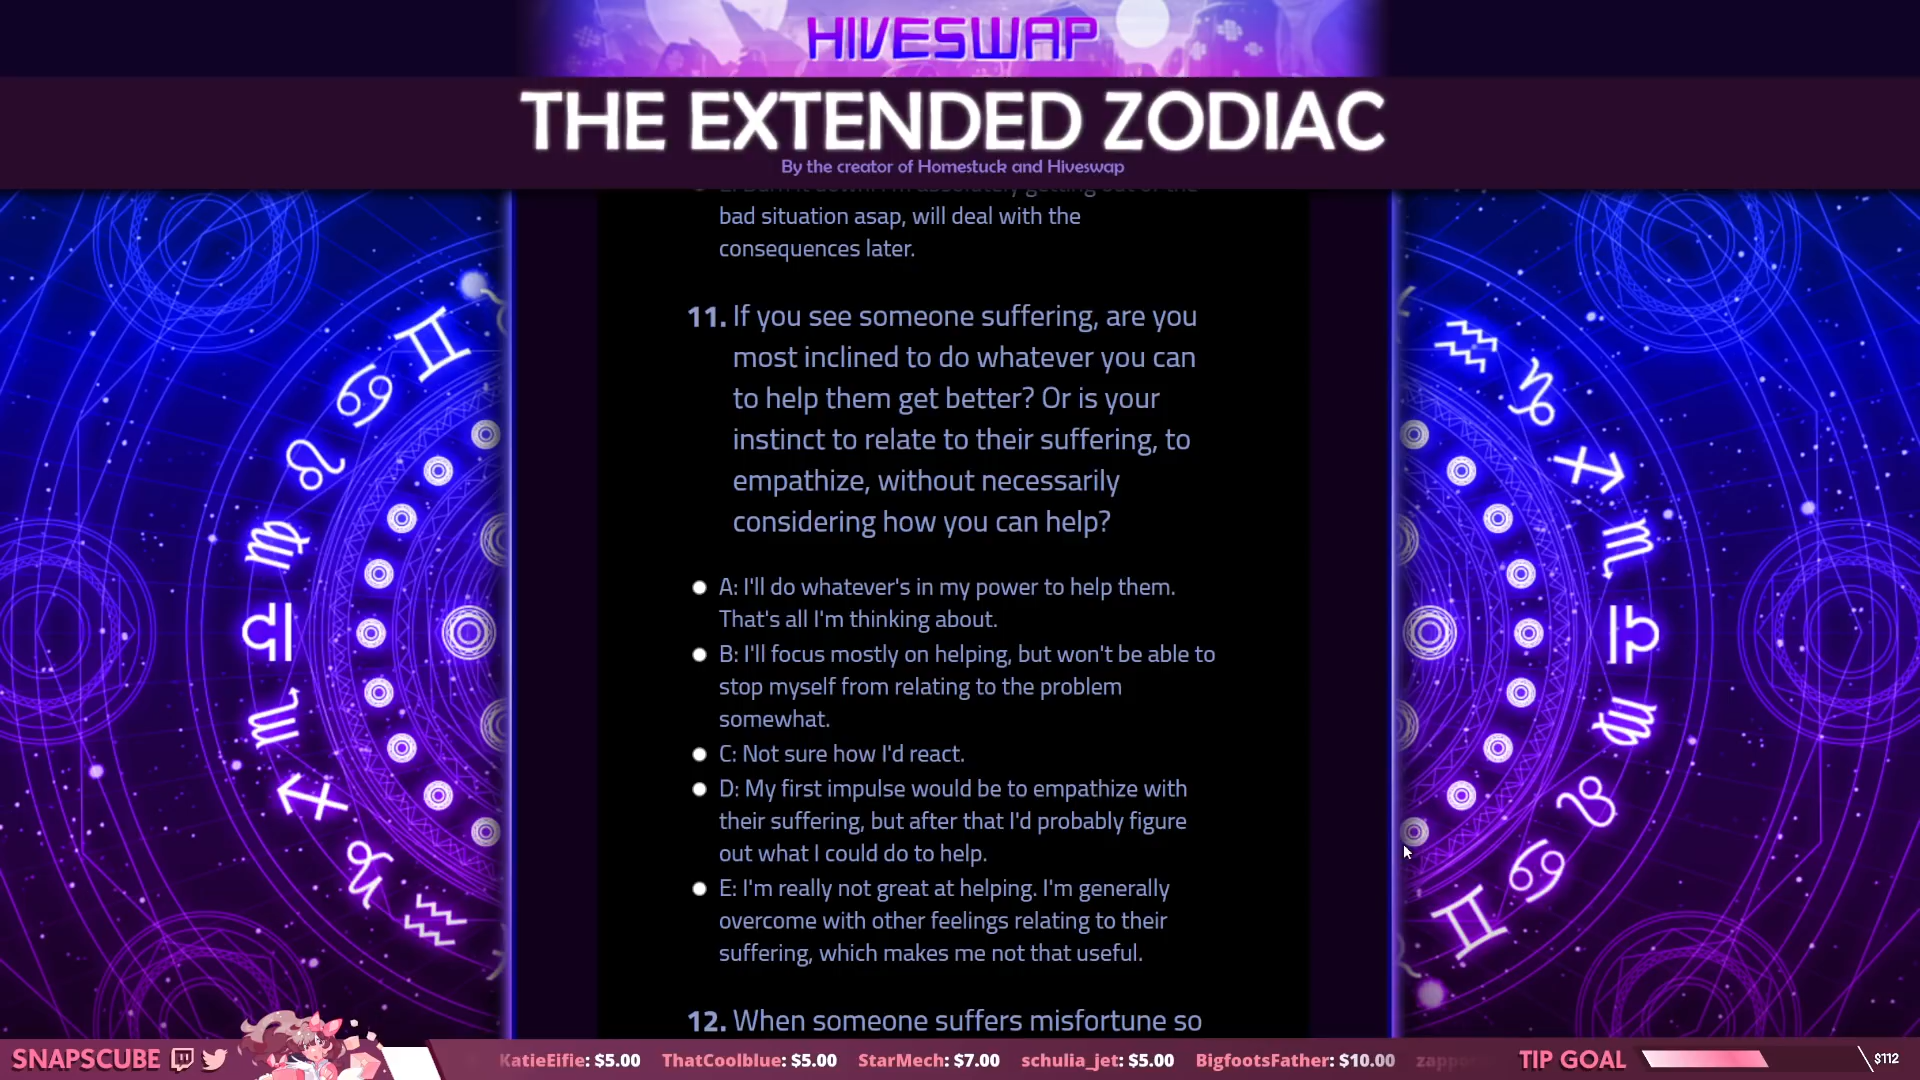 HIVESWAP
THE EXTENDED ZODIAC
By the creator of Homestuck and Hiveswap
bad situation asap, will deal with the
consequences later.
11. If you see someone suffering, are you
most inclined to do whatever you can
to help them get better? Or is your
instinct to relate to their suffering, to
empathize, without necessarily
considering how you can help?
A: I'll do whatever's in my power to help them.
That's all I'm thinking about.
B: I'll focus mostly on helping, but won't be able to
stop myself from relating to the problem
somewhat.
C: Not sure how I'd react.
D: My first impulse would be to empathize with
their suffering, but after that I'd probably figure
out what I could do to help.
E: I'm really not great at helping. I'm generally
overcome with other feelings relating to their
suffering, which makes me not that useful.
12. When someone suffers misfortune so
SNAPSCUBE KatieEifie: $5.00 ThatCoolblue: $5.00 StarMech: $7.00 schulia_jet: $5.00 BigfootsFather: $10.00 TIP GOAL $112